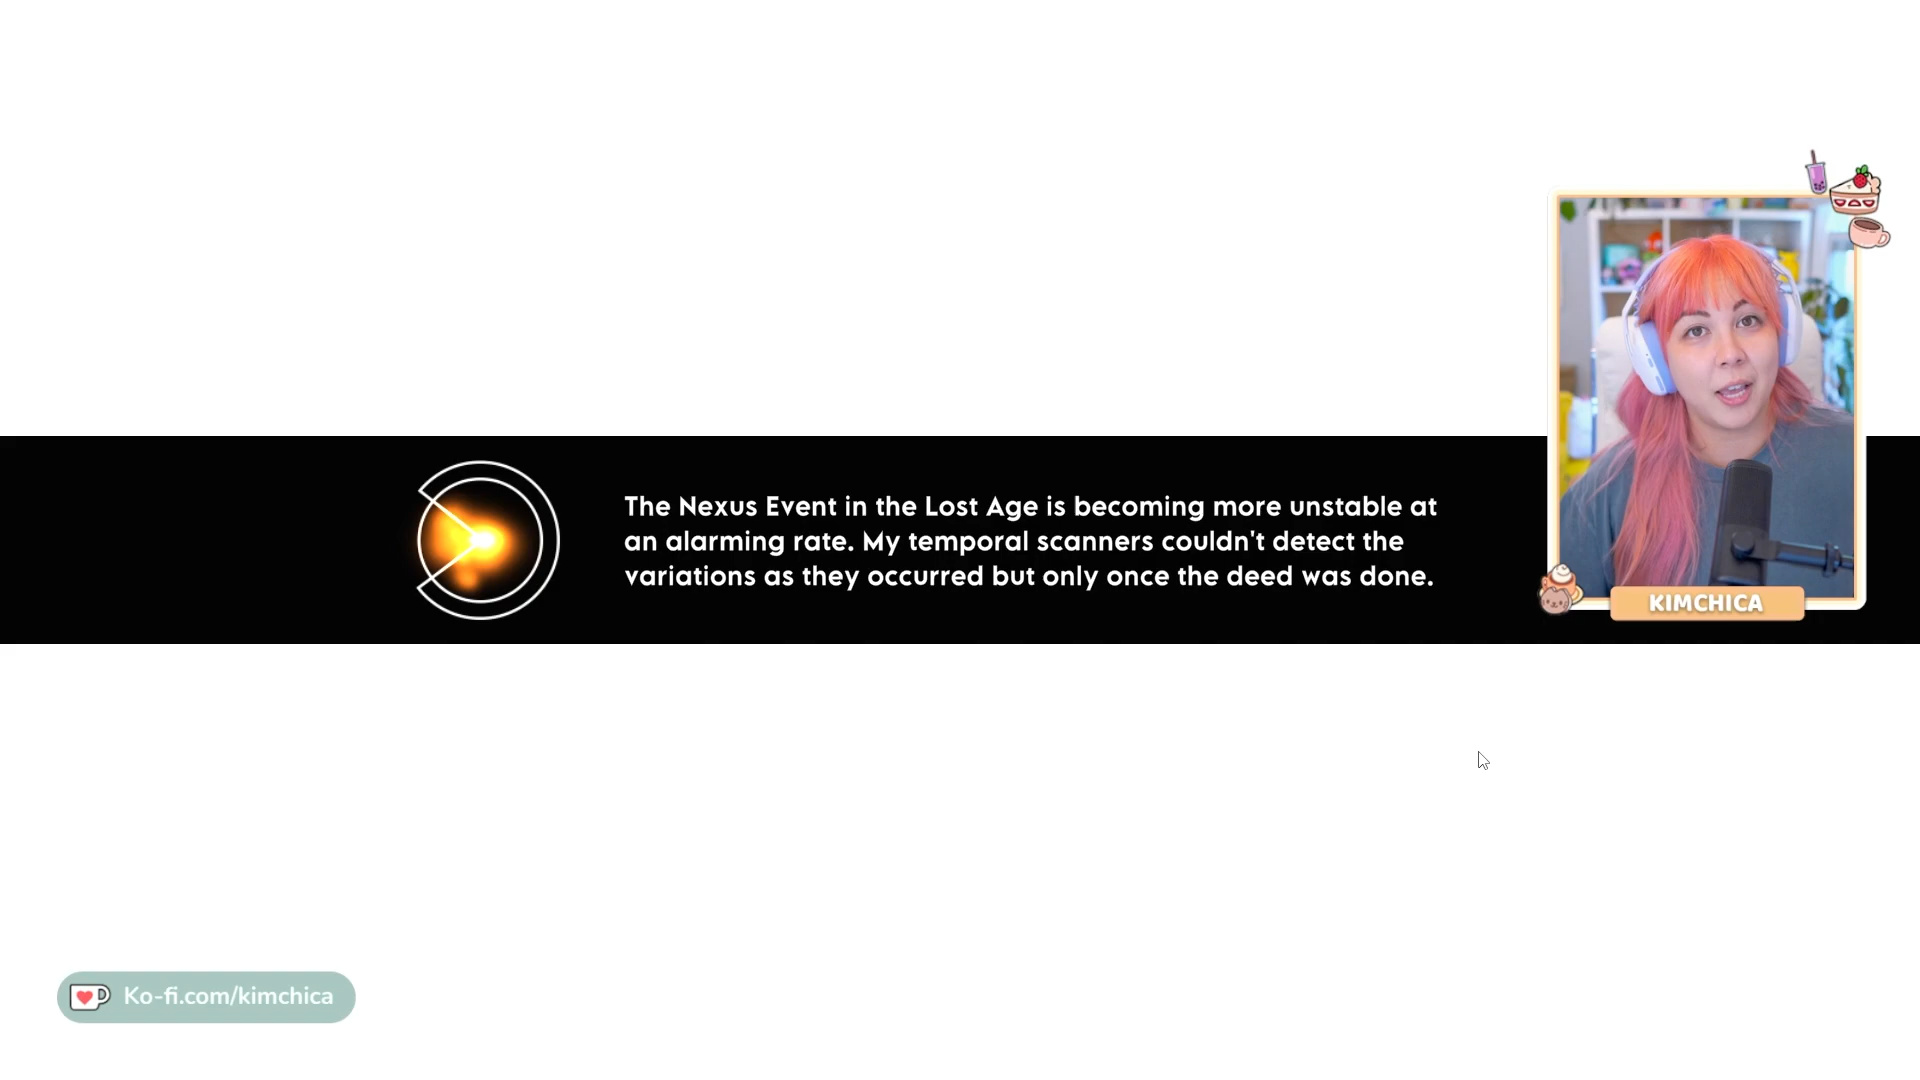 The Nexus Event in the Lost Age is becoming more unstable at
an alarming rate. My temporal scanners couldn't detect the
variations as they occurred but only once the deed was done.
KIMCHICA
Ko-fi.com/kimchica